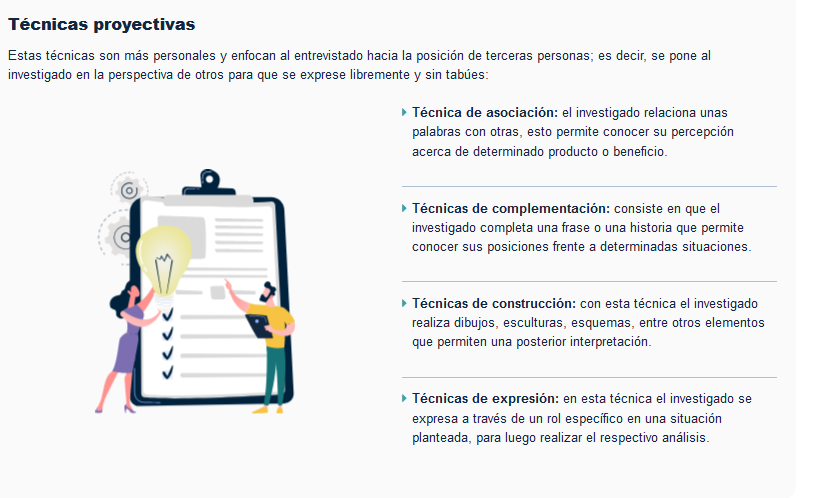 Técnicas proyectivas
Estas técnicas son más personales y enfocan al entrevistado hacia la posición de terceras personas; es decir, se pone al
investigado en la perspectiva de otros para que se exprese libremente y sin tabúes:
Técnica de asociación: el investigado relaciona unas
palabras con otras, esto permite conocer su percepción
acerca de determinado producto o beneficio.
Técnicas de complementación: consiste en que el
investigado completa una frase o una historia que permite
conocer sus posiciones frente a determinadas situaciones.
Técnicas de construcción: con esta técnica el investigado
realiza dibujos, esculturas, esquemas, entre otros elementos
que permiten una posterior interpretación.
Técnicas de expresión: en esta técnica el investigado se
expresa a través de un rol específico en una situación
planteada, para luego realizar el respectivo análisis.